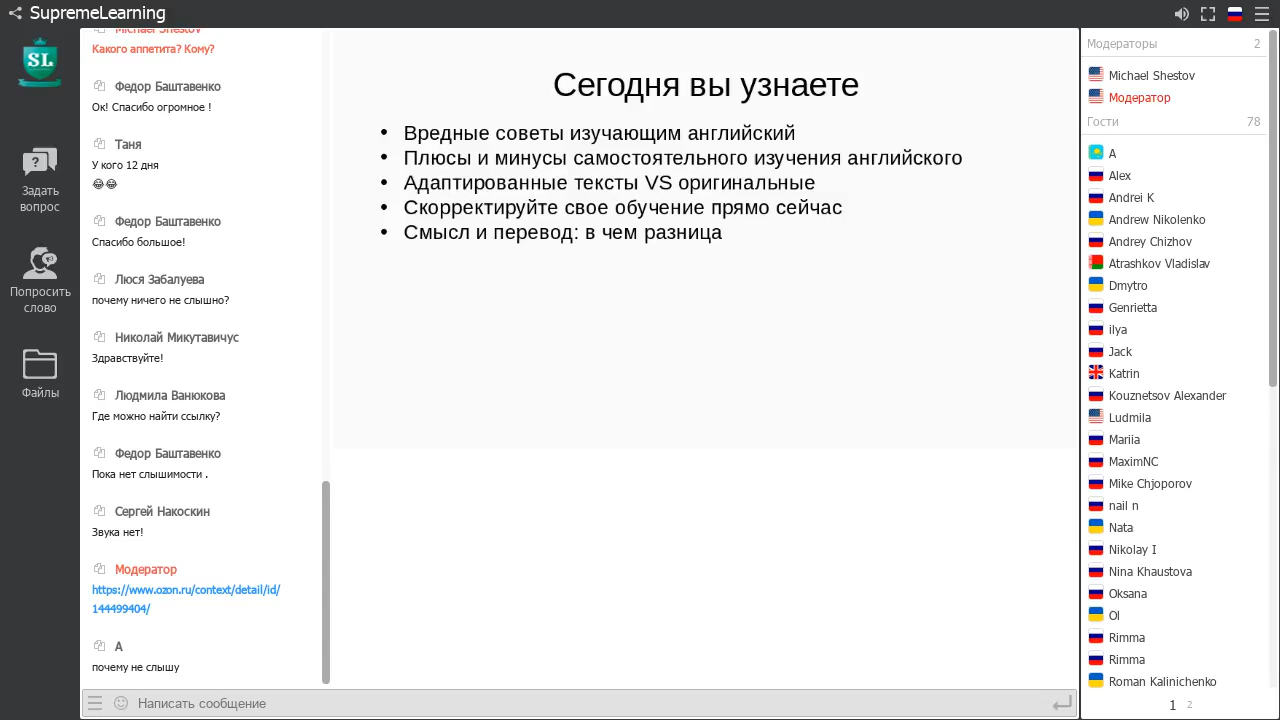 SupremeLearning
SL
Задать
вопрос
Попросить
слово
Файлы
Michael Shestov
Какого аппетита? Кому?
Федор Баштавенко
Ок! Спасибо огромное !
Таня
У кого 12 дня
😂😂
Федор Баштавенко
Спасибо большое!
Люся Забалуева
почему ничего не слышно?
Николай Микутавичус
Здравствуйте!
Людмила Ванюкова
Где можно найти ссылку?
Федор Баштавенко
Пока нет слышимости .
Сергей Накоскин
Звука нет!
Модератор
https://www.ozon.ru/context/detail/id/
144499404/
А
почему не слышу
Написать сообщение
Сегодня вы узнаете
• Вредные советы изучающим английский
• Плюсы и минусы самостоятельного изучения английского
• Адаптированные тексты VS оригинальные
• Скорректируйте свое обучение прямо сейчас
• Смысл и перевод: в чем разница
Модераторы 2
Michael Shestov
Модератор
Гости 78
А
Alex
Andrei K
Andrew Nikolenko
Andrey Chizhov
Atrashkov Vladislav
Dmytro
Genrietta
ilya
Jack
Katrin
Kouznetsov Alexander
Ludmila
Mariia
MaximNC
Mike Chjoporov
nail n
Nata
Nikolay I
Nina Khaustova
Oksana
Ol
Rimma
Rimma
Roman Kalinichenko
1 2